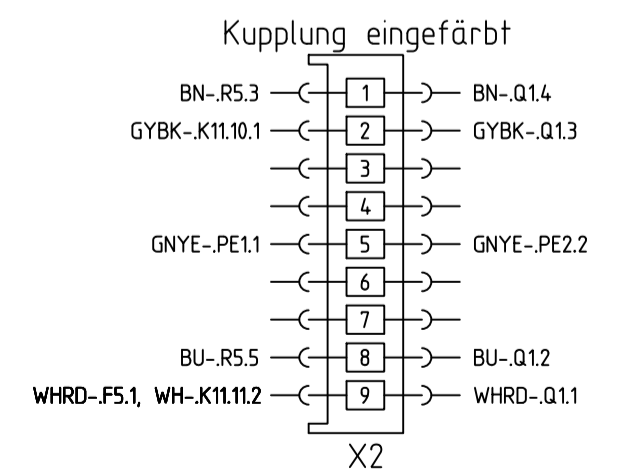 Kupplung eingefärbt
BN-.R5.3 1 BN-.Q1.4
GYBK-.K11.10.1 2 GYBK-.Q1.3
3
4
GNYE-.PE1.1 5 GNYE-.PE2.2
6
7
BU-.R5.5 8 BU-.Q1.2
WHRD-.F5.1, WH-.K11.11.2 9 WHRD-.Q1.1
X2